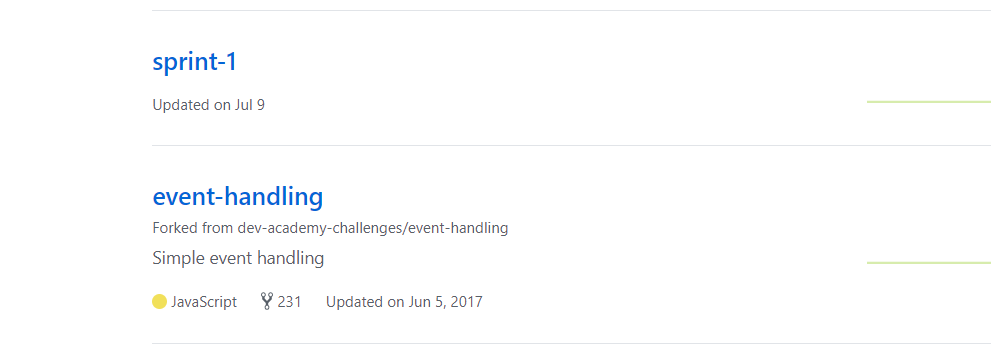 sprint-1
Updated on Jul 9
event-handling
Forked from dev-academy-challenges/event-handling
Simple event handling
JavaScript 231 Updated on Jun 5, 2017